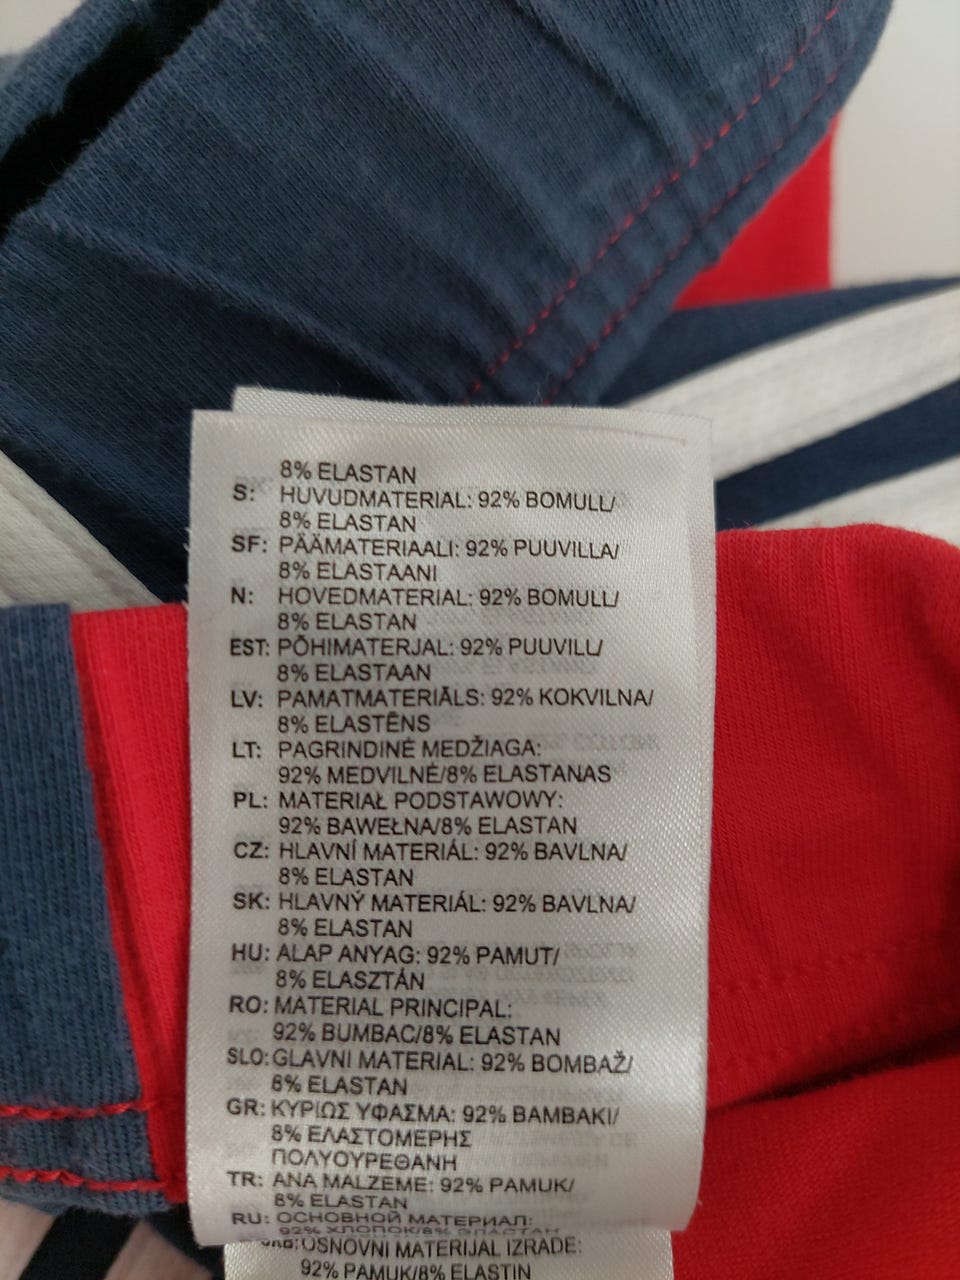 8% ELASTAN
S: HUVUDMATERIAL: 92% BOMULL/
8% ELASTAN
SF: PÄÄMATERIAALI: 92% PUUVILLA/
8% ELASTAANI
N: HOVEDMATERIAL: 92% BOMULL/
8% ELASTAN
EST: PÕHIMATERJAL: 92% PUUVILL/
8% ELASTAAN
LV: PAMATMATERIĀLS: 92% KOKVILNA/
8% ELASTĒNS
LT: PAGRINDINĖ MEDŽIAGA:
92% MEDVILNĖ/8% ELASTANAS
PL: MATERIAŁ PODSTAWOWY:
92% BAWEŁNA/8% ELASTAN
CZ: HLAVNÍ MATERIÁL: 92% BAVLNA/
8% ELASTAN
SK: HLAVNÝ MATERIÁL: 92% BAVLNA/
8% ELASTAN
HU: ALAP ANYAG: 92% PAMUT/
8% ELASZTÁN
RO: MATERIAL PRINCIPAL:
92% BUMBAC/8% ELASTAN
SLO: GLAVNI MATERIAL: 92% BOMBAŽ/
8% ELASTAN
GR: ΚΥΡΙΩΣ ΥΦΑΣΜΑ: 92% ΒΑΜΒΑΚΙ/
8% ΕΛΑΣΤΟΜΕΡΗΣ
ΠΟΛΥΟΥΡΕΘΑΝΗ
TR: ANA MALZEME: 92% PAMUK/
8% ELASTAN
RU: ОСНОВНОЙ МАТЕРИАЛ:
92% ХЛОПОК/8% ЭЛАСТАН
SRB: OSNOVNI MATERIJAL IZRADE:
92% PAMUK/8% ELASTIN